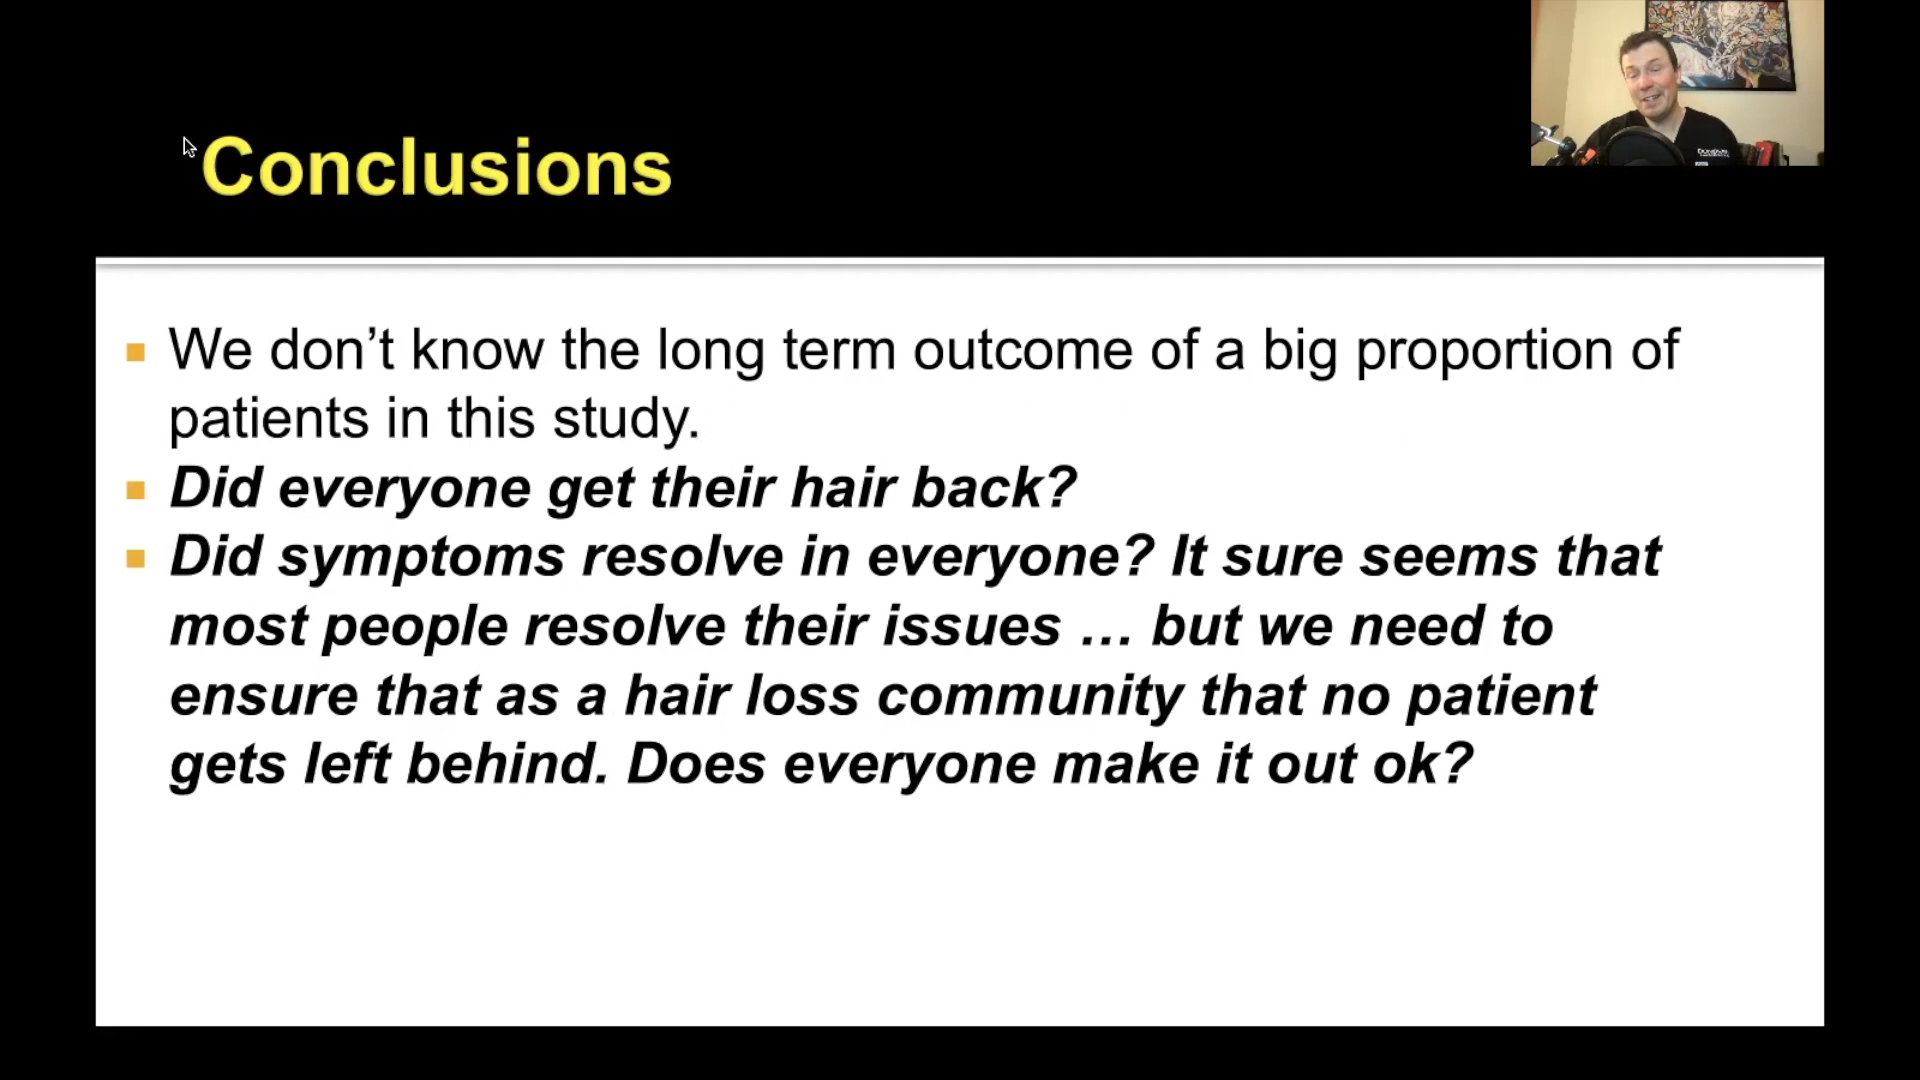 Conclusions
We don’t know the long term outcome of a big proportion of
patients in this study.
Did everyone get their hair back?
Did symptoms resolve in everyone? It sure seems that
most people resolve their issues … but we need to
ensure that as a hair loss community that no patient
gets left behind. Does everyone make it out ok?